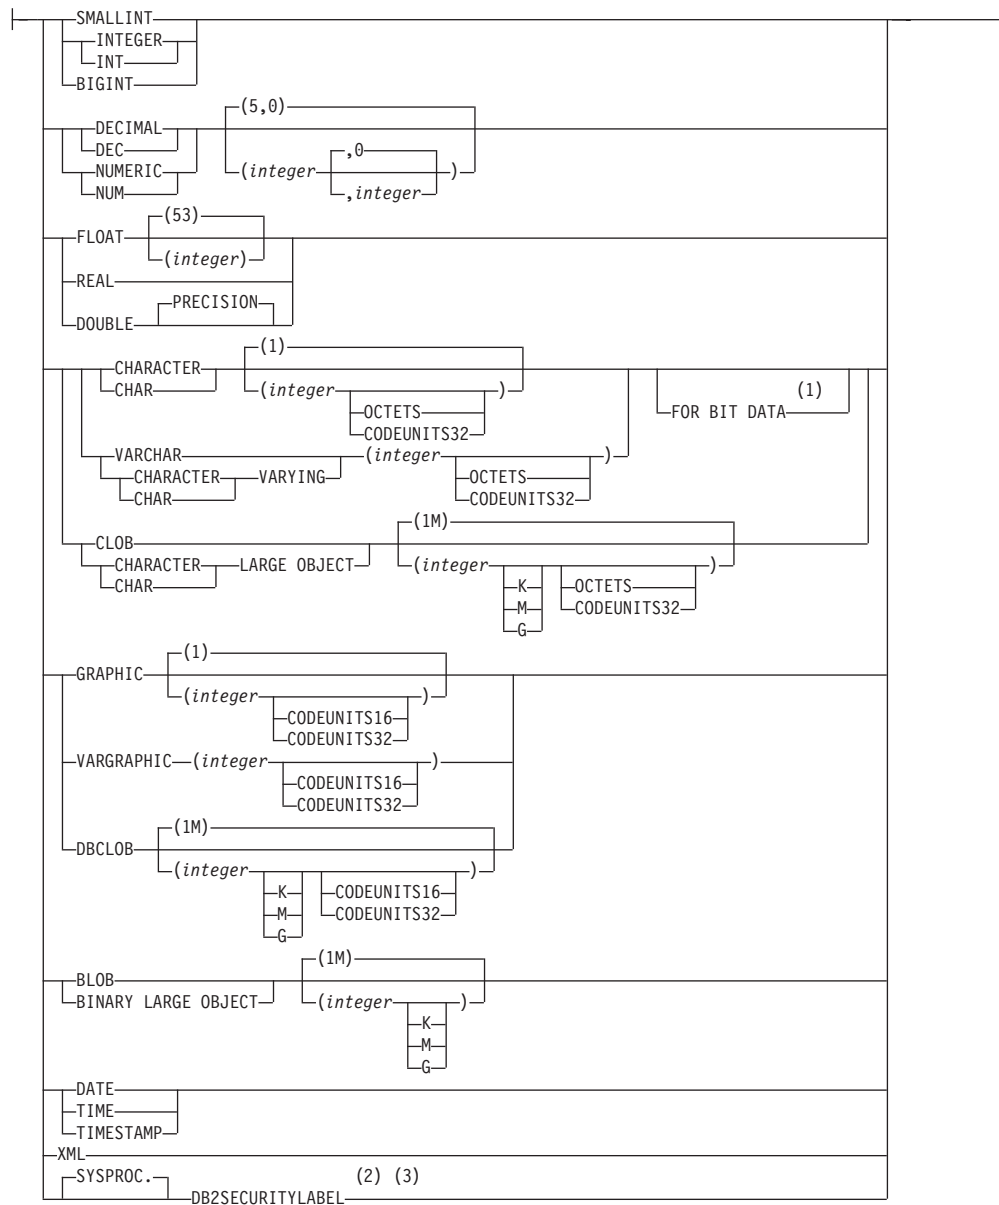 SMALLINT
INTEGER
INT
BIGINT
(5,0)
DECIMAL
DEC
NUMERIC
NUM
,0
(integer )
,integer
(53)
FLOAT
(integer)
REAL
PRECISION
DOUBLE
(1)
CHARACTER
CHAR
(integer )
OCTETS
CODEUNITS32
(1)
FOR BIT DATA
VARCHAR (integer )
CHARACTER VARYING
CHAR
OCTETS
CODEUNITS32
(1M)
CLOB
CHARACTER LARGE OBJECT
CHAR
(integer )
K
M
G
OCTETS
CODEUNITS32
(1)
GRAPHIC
(integer )
CODEUNITS16
CODEUNITS32
VARGRAPHIC (integer )
CODEUNITS16
CODEUNITS32
(1M)
DBCLOB
(integer )
K
M
G
CODEUNITS16
CODEUNITS32
(1M)
BLOB
BINARY LARGE OBJECT
(integer )
K
M
G
DATE
TIME
TIMESTAMP
XML
SYSPROC. (2) (3)
DB2SECURITYLABEL